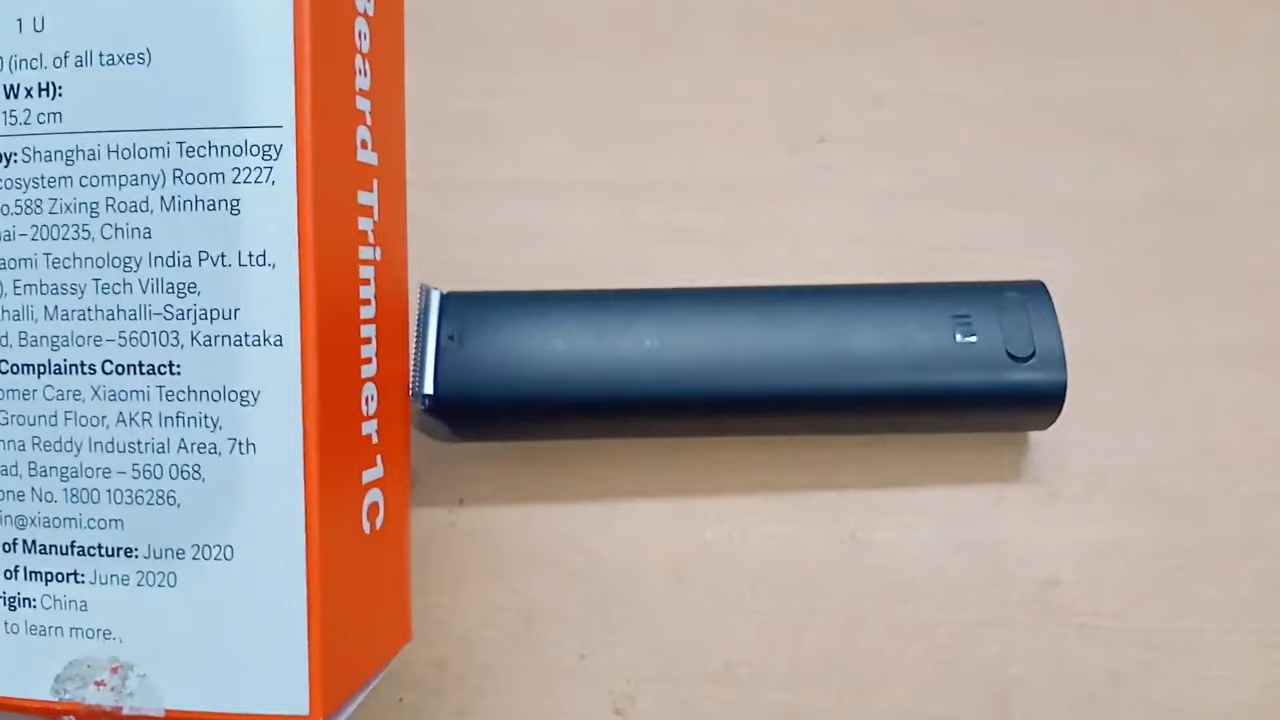 1 U
0 (incl. of all taxes)
W x H):
15.2 cm
by: Shanghai Holomi Technology
cosystem company) Room 2227,
o.588 Zixing Road, Minhang
hai-200235, China
aomi Technology India Pvt. Ltd.,
), Embassy Tech Village,
halli, Marathahalli-Sarjapur
d, Bangalore-560103, Karnataka
Complaints Contact:
omer Care, Xiaomi Technology
Ground Floor, AKR Infinity,
nna Reddy Industrial Area, 7th
ad, Bangalore – 560 068,
one No. 1800 1036286,
in@xiaomi.com
of Manufacture: June 2020
of Import: June 2020
rigin: China
to learn more.
Beard Trimmer 1C